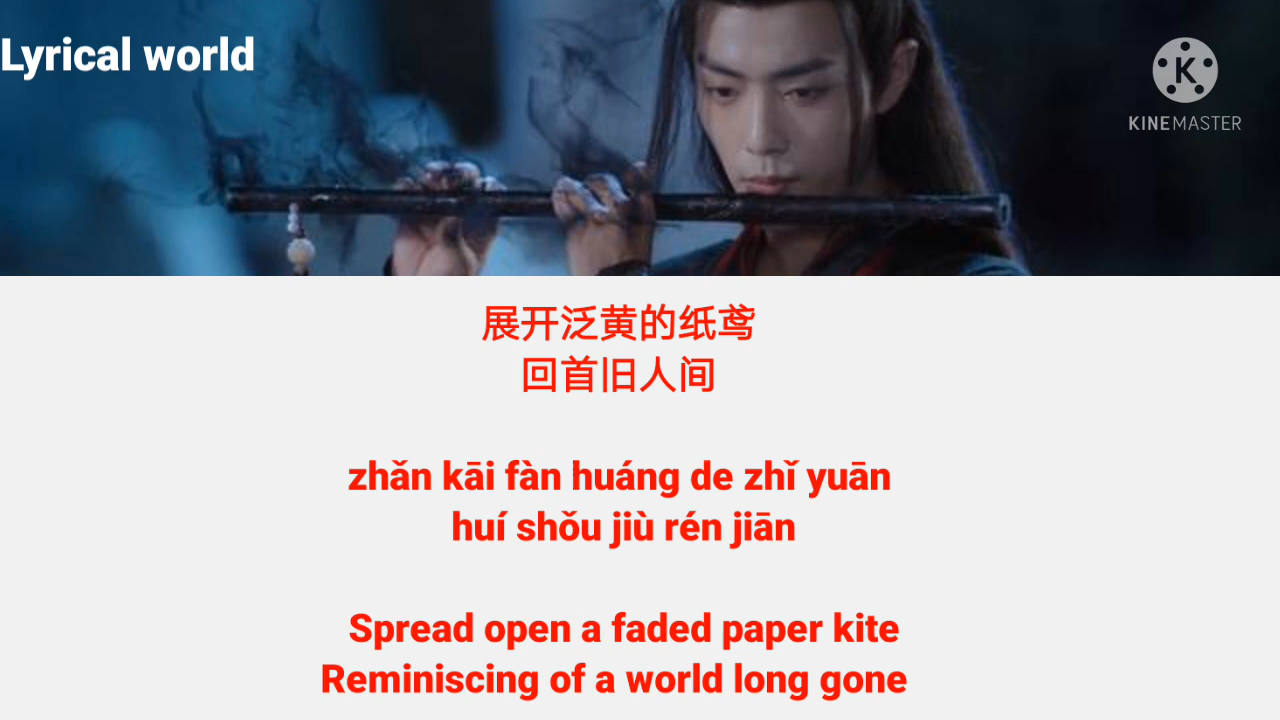 Lyrical world
KINEMASTER
展开泛黄的纸鸢
回首旧人间
zhǎn kāi fàn huáng de zhǐ yuān
huí shǒu jiù rén jiān
Spread open a faded paper kite
Reminiscing of a world long gone